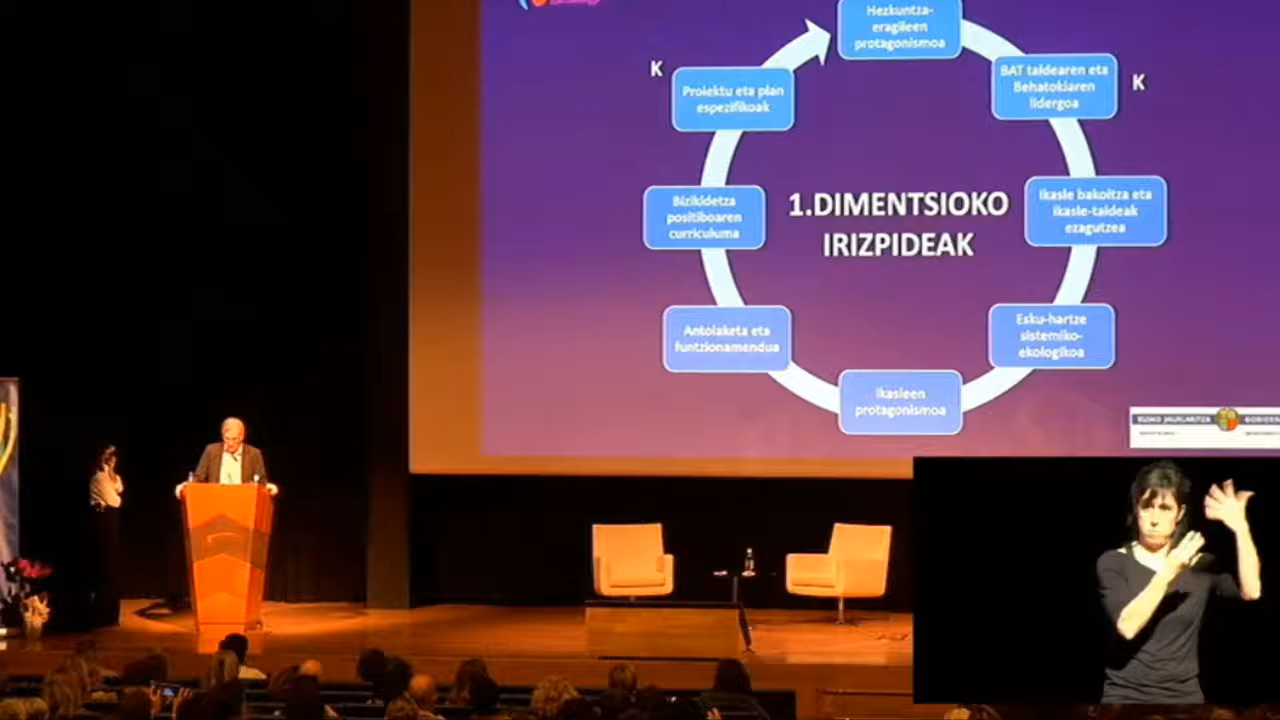 Hezkuntza-
eragileen
protagonismoa
K
BAT taldearen eta
Behatokiaren
lidergoa
K
Proiektu eta plan
espezifikoak
Ikasle bakoitza eta
ikasle-taldeak
ezagutzea
Bizikidetza
positiboaren
curriculuma
1.DIMENTSIOKO
IRIZPIDEAK
Esku-hartze
sistemiko-
ekologikoa
Antolaketa eta
funtzionamendua
Ikasleen
protagonismoa
EUSKO JAURLARITZA